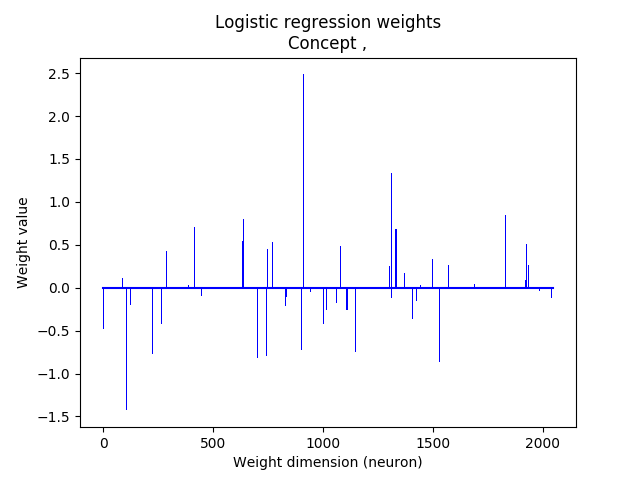 Logistic regression weights
Concept ,
2.5
2.0
1.5
1.0
0.5
0.0
−0.5
−1.0
−1.5
Weight value
0 500 1000 1500 2000
Weight dimension (neuron)